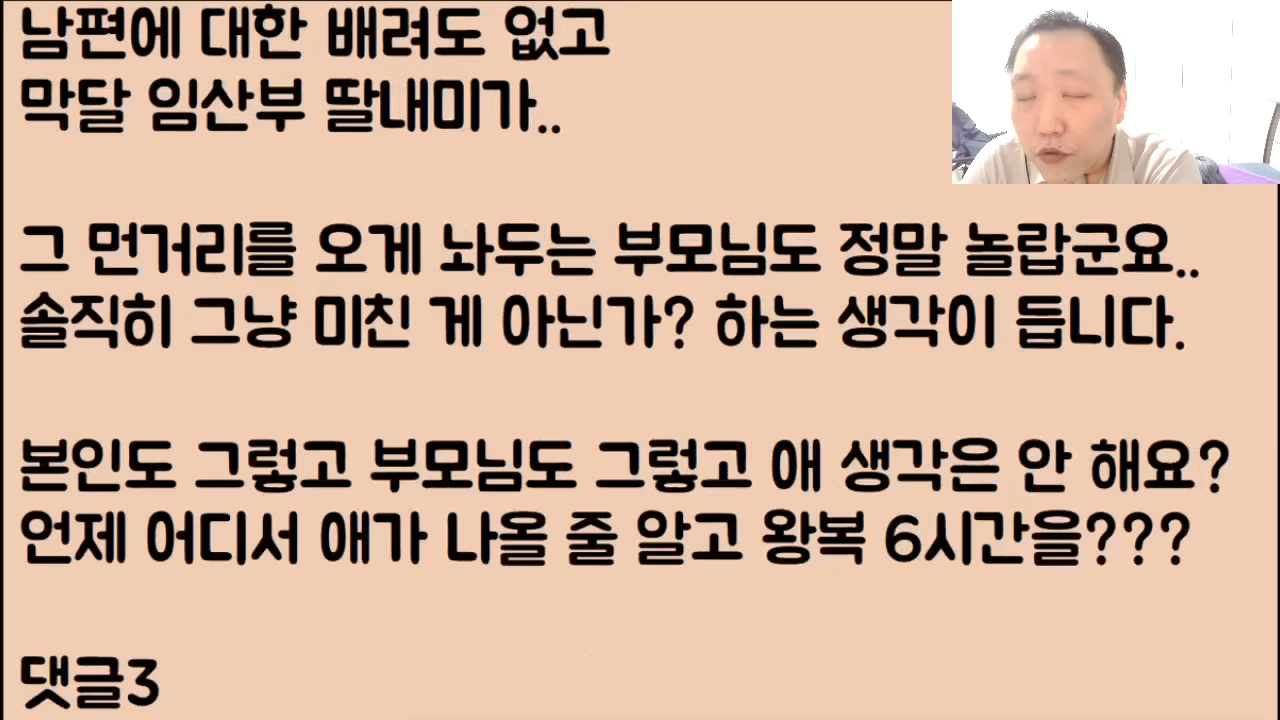 남편에 대한 배려도 없고
막달 임산부 딸내미가..
그 먼거리를 오게 놔두는 부모님도 정말 놀랍군요..
솔직히 그냥 미친 게 아닌가? 하는 생각이 듭니다.
본인도 그렇고 부모님도 그렇고 애 생각은 안 해요?
언제 어디서 애가 나올 줄 알고 왕복 6시간을???
댓글3